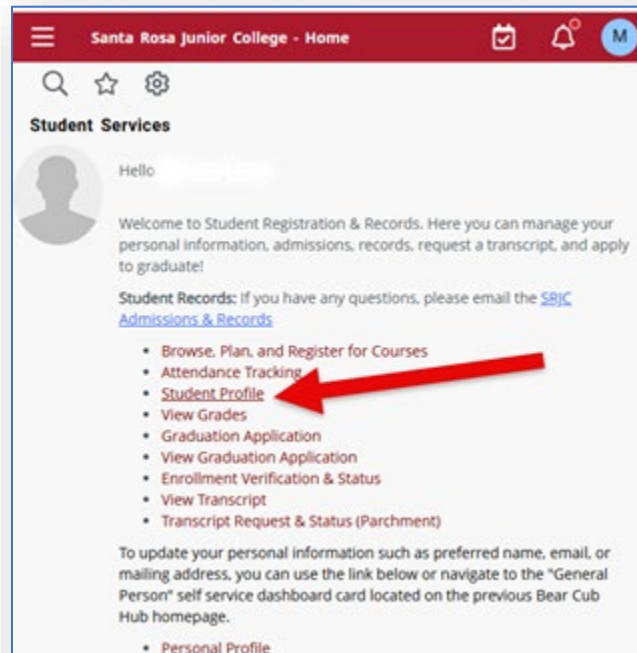 Santa Rosa Junior College - Home
M
Student Services
Hello
Welcome to Student Registration & Records. Here you can manage your
personal information, admissions, records, request a transcript, and apply
to graduate!
Student Records: If you have any questions, please email the SRJC
Admissions & Records
• Browse, Plan, and Register for Courses
• Attendance Tracking
• Student Profile
• View Grades
• Graduation Application
• View Graduation Application
• Enrollment Verification & Status
• View Transcript
• Transcript Request & Status (Parchment)
To update your personal information such as preferred name, email, or
mailing address, you can use the link below or navigate to the "General
Person" self service dashboard card located on the previous Bear Cub
Hub homepage.
• Personal Profile